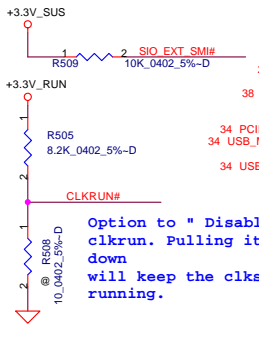 +3.3V_SUS
1 2 SIO_EXT_SMI#
R509 10K_0402_5%~D
+3.3V_RUN
38
1
R505
8.2K_0402_5%~D
34 PCI
34 USB_
2
34 USB
CLKRUN#
1
R508
10_0402_5%~D
@
2
Option to " Disabl
clkrun. Pulling it
down
will keep the clks
running.